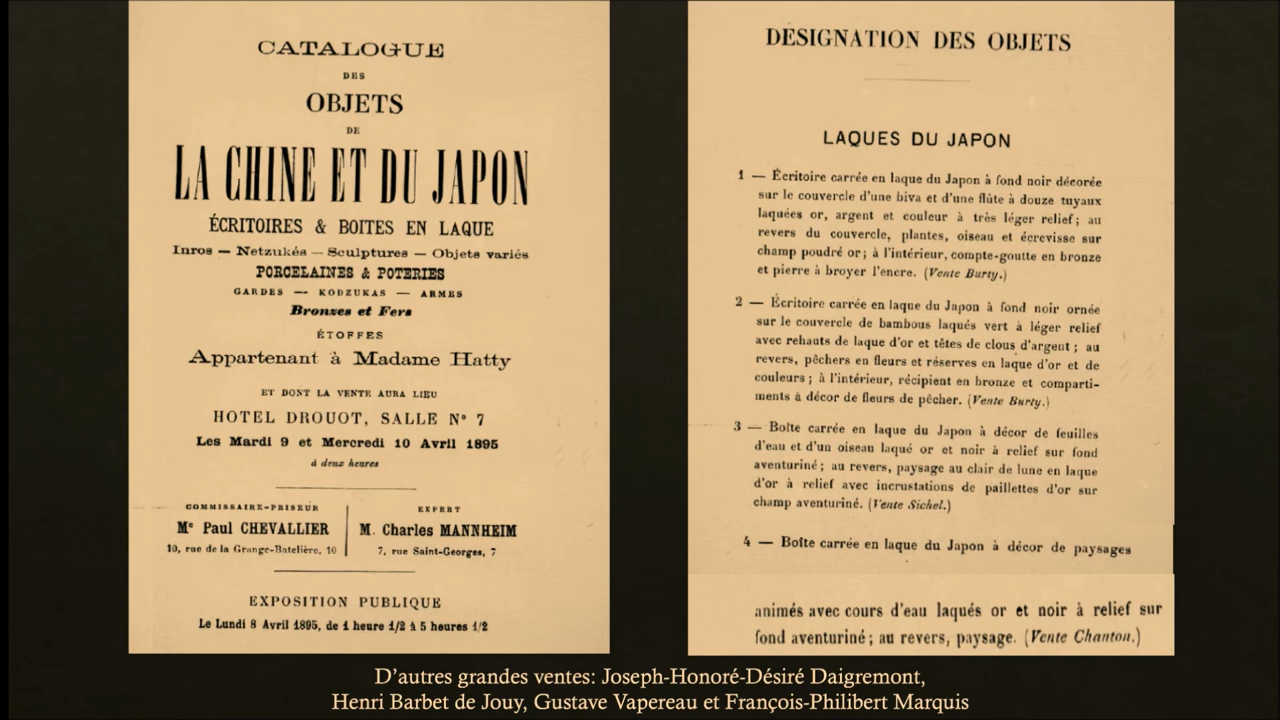 CATALOGUE
DES
OBJETS
DE
LA CHINE ET DU JAPON
ÉCRITOIRES & BOITES EN LAQUE
Inros — Netzukés — Sculptures — Objets variés
PORCELAINES & POTERIES
GARDES — KODZUKAS — ARMES
Bronzes et Fers
ÉTOFFES
Appartenant à Madame Hatty
ET DONT LA VENTE AURA LIEU
HOTEL DROUOT, SALLE N° 7
Les Mardi 9 et Mercredi 10 Avril 1895
à deux heures
COMMISSAIRE-PRISEUR
Me Paul CHEVALLIER
10, rue de la Grange-Batelière, 10
EXPERT
M. Charles MANNHEIM
7, rue Saint-Georges, 7
EXPOSITION PUBLIQUE
Le Lundi 8 Avril 1895, de 1 heure 1/2 à 5 heures 1/2
DÉSIGNATION DES OBJETS
LAQUES DU JAPON
1 — Écritoire carrée en laque du Japon à fond noir décorée
sur le couvercle d'une biva et d'une flûte à douze tuyaux
laquées or, argent et couleur à très léger relief; au
revers du couvercle, plantes, oiseau et écrevisse sur
champ poudré or; à l'intérieur, compte-goutte en bronze
et pierre à broyer l'encre. (Vente Burty.)
2 — Écritoire carrée en laque du Japon à fond noir ornée
sur le couvercle de bambous laqués vert à léger relief
avec rehauts de laque d'or et têtes de clous d'argent; au
revers, pêchers en fleurs et réserves en laque d'or et de
couleurs; à l'intérieur, récipient en bronze et comparti-
ments à décor de fleurs de pêcher. (Vente Burty.)
3 — Boîte carrée en laque du Japon à décor de feuilles
d'eau et d'un oiseau laqué or et noir à relief sur fond
aventuriné; au revers, paysage au clair de lune en laque
d'or à relief avec incrustations de paillettes d'or sur
champ aventuriné. (Vente Sichel.)
4 — Boîte carrée en laque du Japon à décor de paysages
animés avec cours d'eau laqués or et noir à relief sur
fond aventuriné; au revers, paysage. (Vente Chanton.)
D'autres grandes ventes: Joseph-Honoré-Désiré Daigremont,
Henri Barbet de Jouy, Gustave Vapereau et François-Philibert Marquis